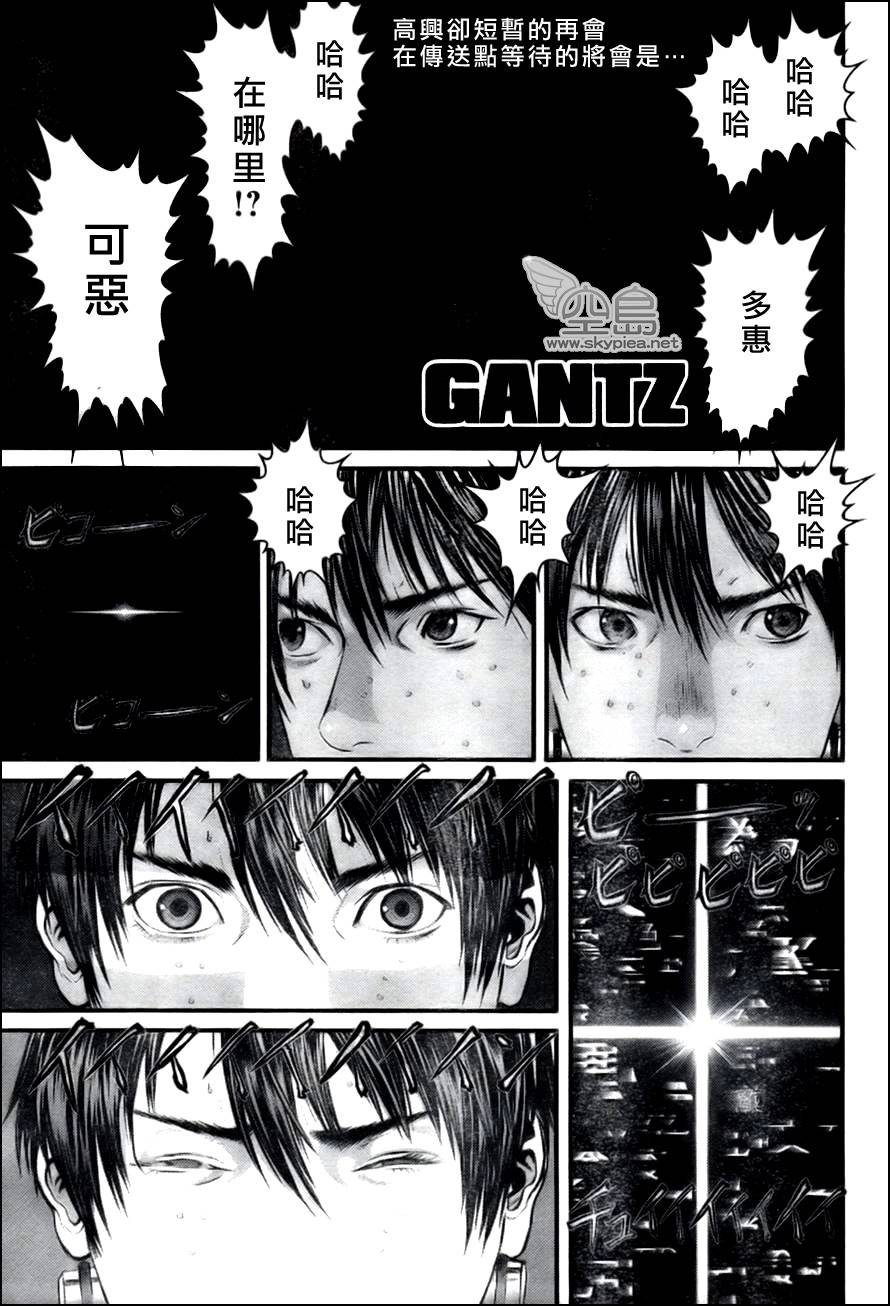 高興卻短暫的再會
在傳送點等待的將會是…
哈哈
哈哈
哈哈
多惠
哈哈
在哪里!?
可惡
空島
www.skypiea.net
GANTZ
哈哈
哈哈
哈哈
ピコーーン
ピコーーン
ピーーッ
ピピピピピ
チュイイイイイイ
イイイイイイイイ
イイイイイイイイ